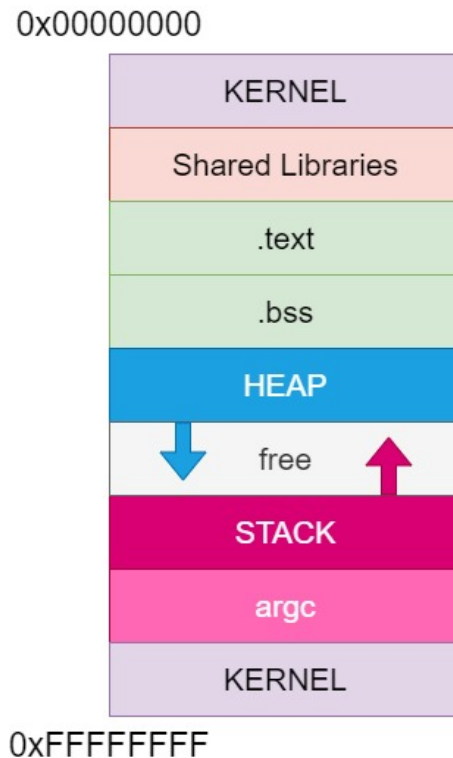 0x00000000
KERNEL
Shared Libraries
.text
.bss
HEAP
free
STACK
argc
KERNEL
0xFFFFFFFF